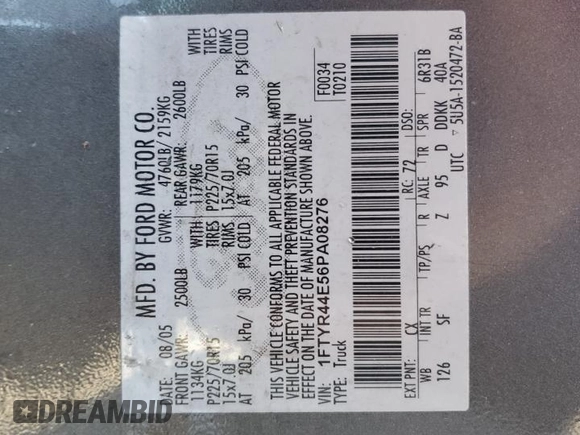 MFD. BY FORD MOTOR CO.
DATE: 08/05 GVWR: 4760LB/ 2159KG
FRONT GAWR: 2500LB REAR GAWR: 2600LB
1134KG WITH 1179KG WITH
P225/70R15 TIRES P225/70R15 TIRES
15x7.0J RIMS 15x7.0J RIMS
AT 205 kPa/ 30 PSI COLD AT 205 kPa/ 30 PSI COLD
THIS VEHICLE CONFORMS TO ALL APPLICABLE FEDERAL MOTOR
VEHICLE SAFETY AND THEFT PREVENTION STANDARDS IN
EFFECT ON THE DATE OF MANUFACTURE SHOWN ABOVE.
VIN: 1FTYR44E56PA08276
TYPE: Truck
F0034
T0210
EXT PNT: CX RC: 72 DSO:
WB INT TR TP/PS R AXLE TR SPR 6R31B
126 SF Z 95 D DDKK 40A
UTC 5U5A-1520472-BA
DREAMBID